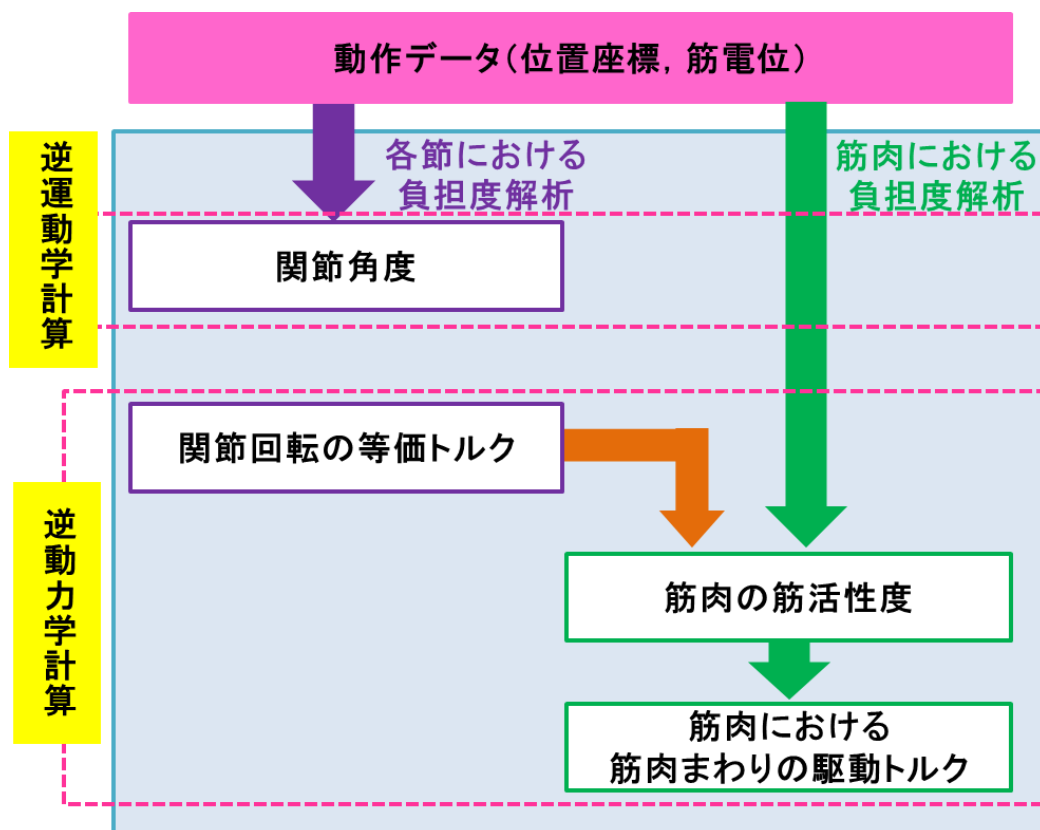 動作データ(位置座標, 筋電位)
逆運動学計算
各節における
負担度解析
筋肉における
負担度解析
関節角度
逆動力学計算
関節回転の等価トルク
筋肉の筋活性度
筋肉における
筋肉まわりの駆動トルク